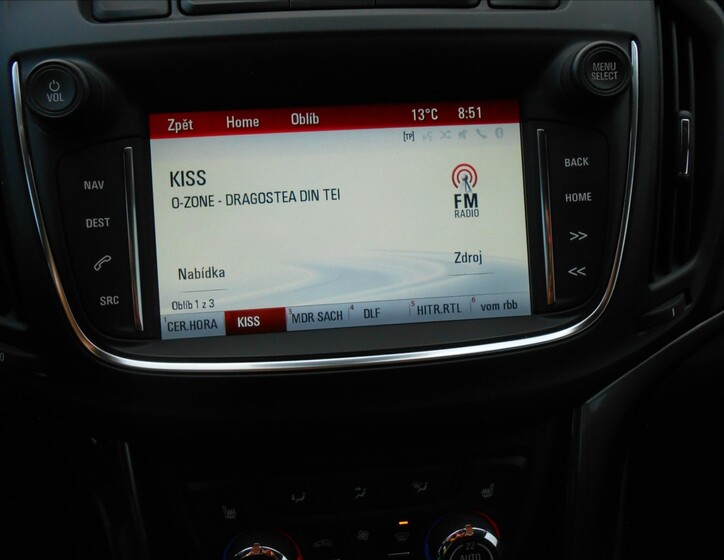 VOL
MENU
SELECT
Zpět Home Oblíb 13°C 8:51
[TP]
KISS
O-ZONE - DRAGOSTEA DIN TEI
FM
RADIO
Nabídka
Zdroj
Oblíb 1 z 3
1 CER.HORA KISS 3 MDR SACH 4 DLF 5 HITR.RTL 6 vom rbb
NAV
DEST
SRC
BACK
HOME
>>
<<
22
AUTO